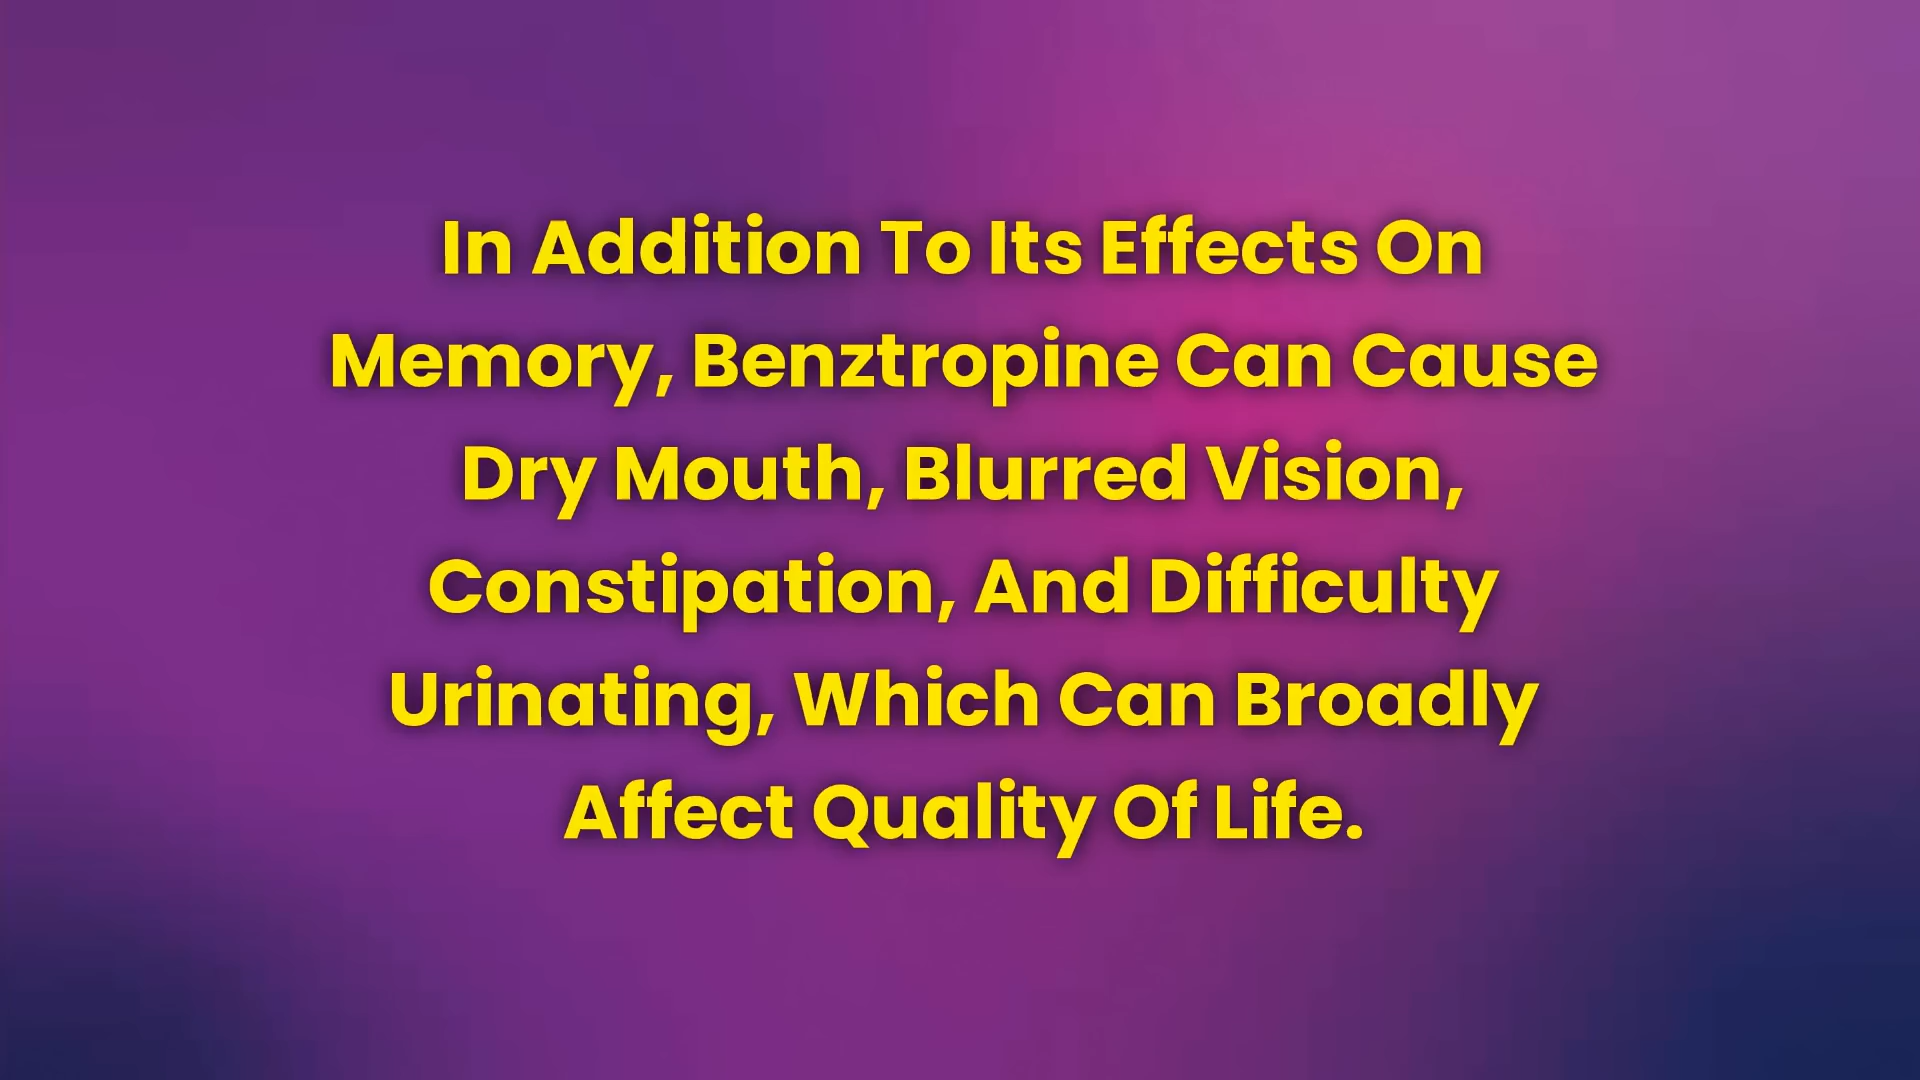 In Addition To Its Effects On
Memory, Benztropine Can Cause
Dry Mouth, Blurred Vision,
Constipation, And Difficulty
Urinating, Which Can Broadly
Affect Quality Of Life.